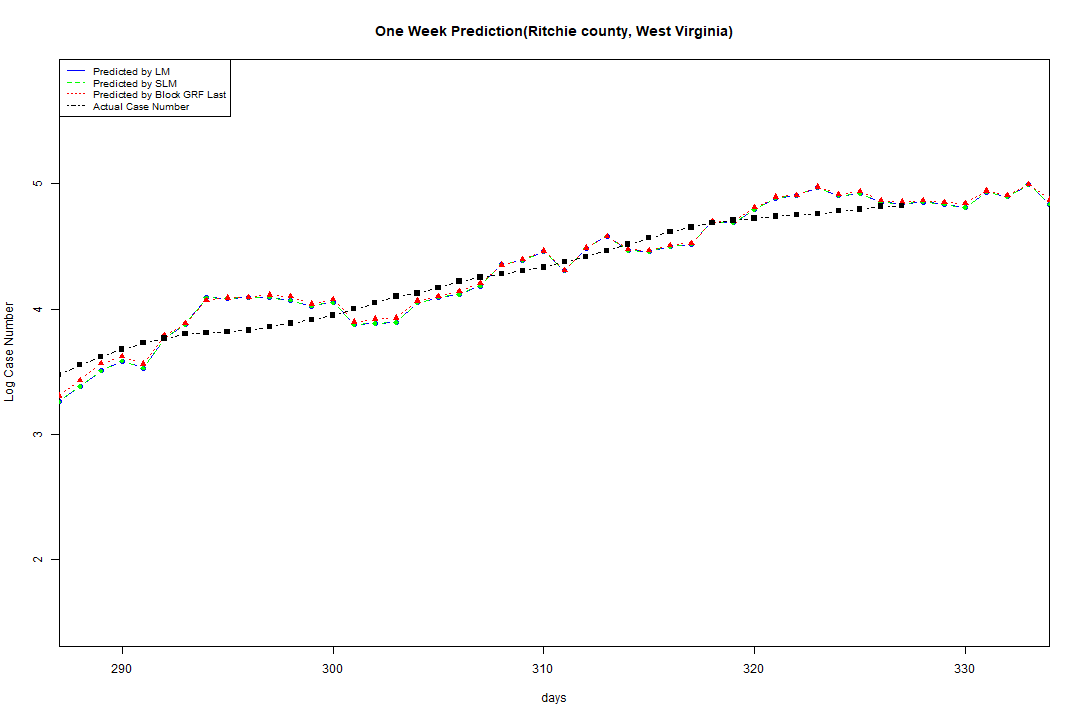 One Week Prediction(Ritchie county, West Virginia)
Predicted by LM
Predicted by SLM
Predicted by Block GRF Last
Actual Case Number
5
4
3
2
Log Case Number
290 300 310 320 330
days